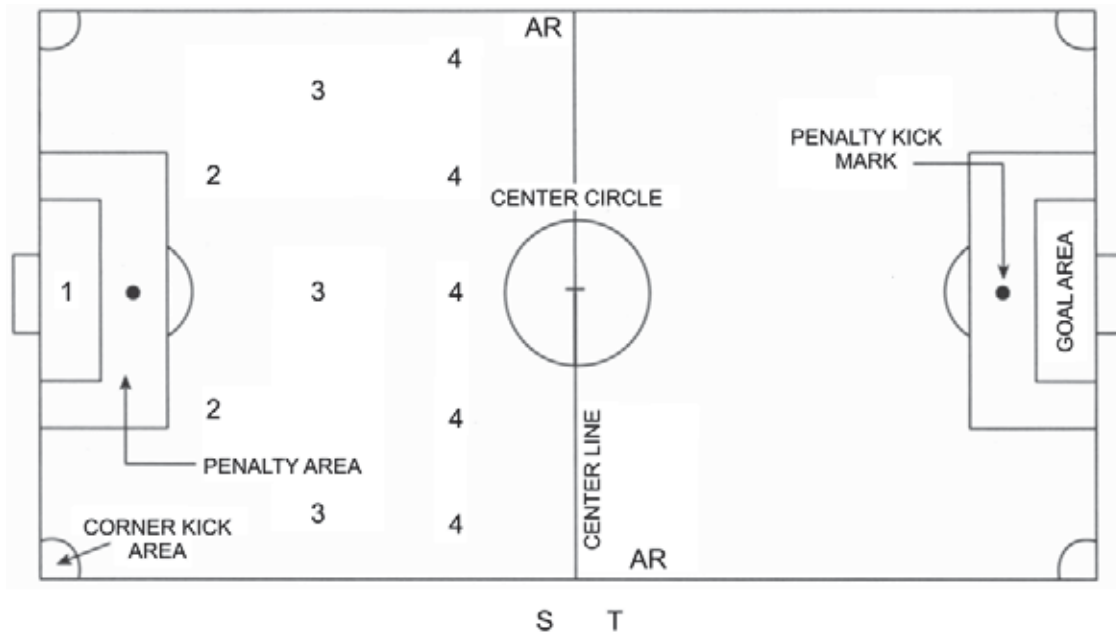 AR
4
3
PENALTY KICK
MARK
2
4
CENTER CIRCLE
1
3
4
GOAL AREA
2
4
CENTER LINE
PENALTY AREA
3
4
CORNER KICK
AREA
AR
S T